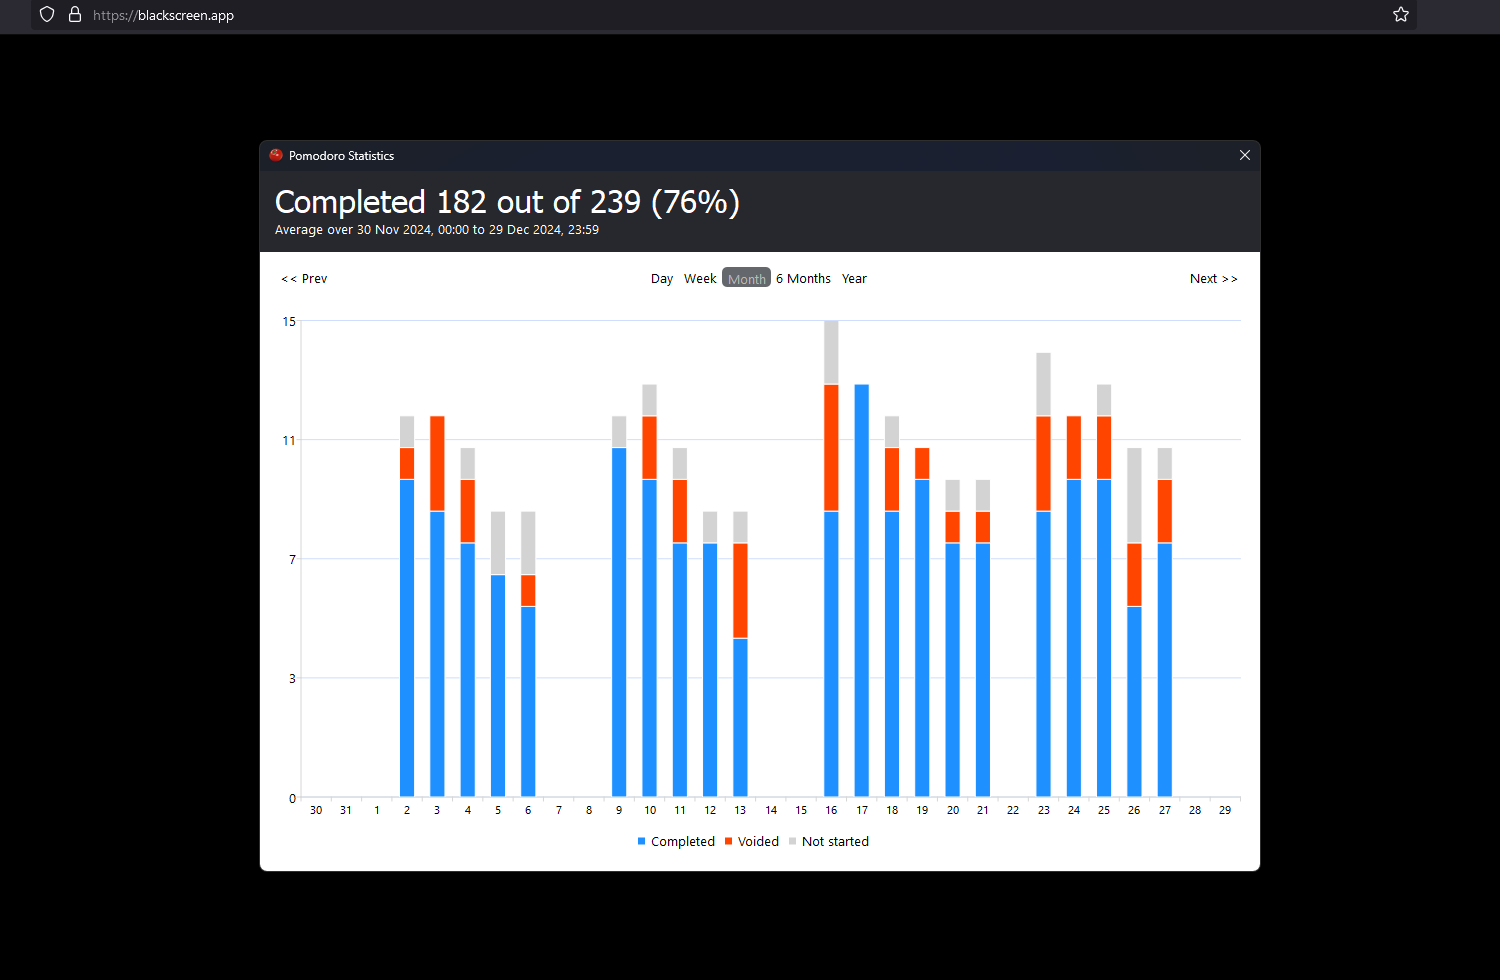 https://blackscreen.app
Pomodoro Statistics
Completed 182 out of 239 (76%)
Average over 30 Nov 2024, 00:00 to 29 Dec 2024, 23:59
<< Prev Day Week Month 6 Months Year Next >>
15
11
7
3
0
30 31 1 2 3 4 5 6 7 8 9 10 11 12 13 14 15 16 17 18 19 20 21 22 23 24 25 26 27 28 29
Completed Voided Not started